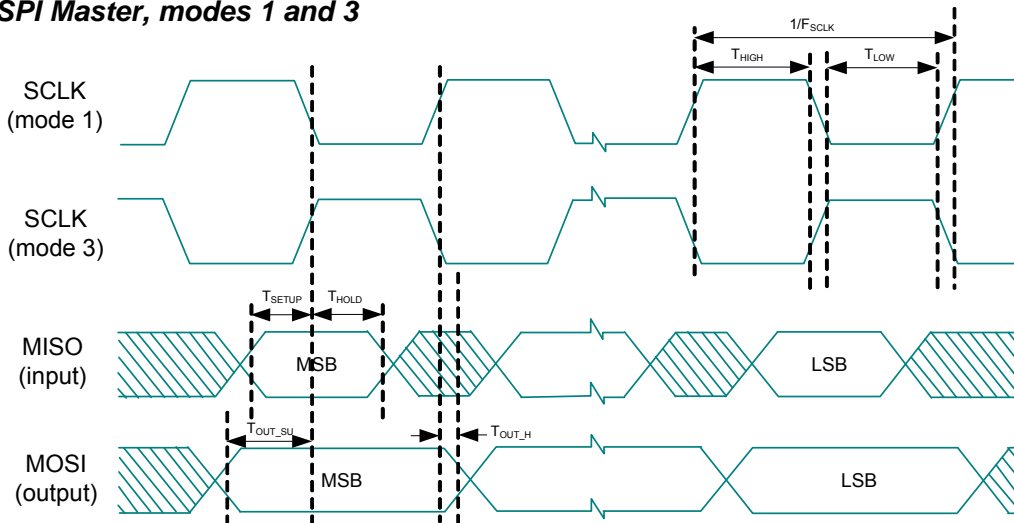 SPI Master, modes 1 and 3
1/FSCLK
THIGH
TLOW
SCLK
(mode 1)
SCLK
(mode 3)
TSETUP
THOLD
MISO
(input)
MSB
LSB
TOUT_SU
TOUT_H
MOSI
(output)
MSB
LSB